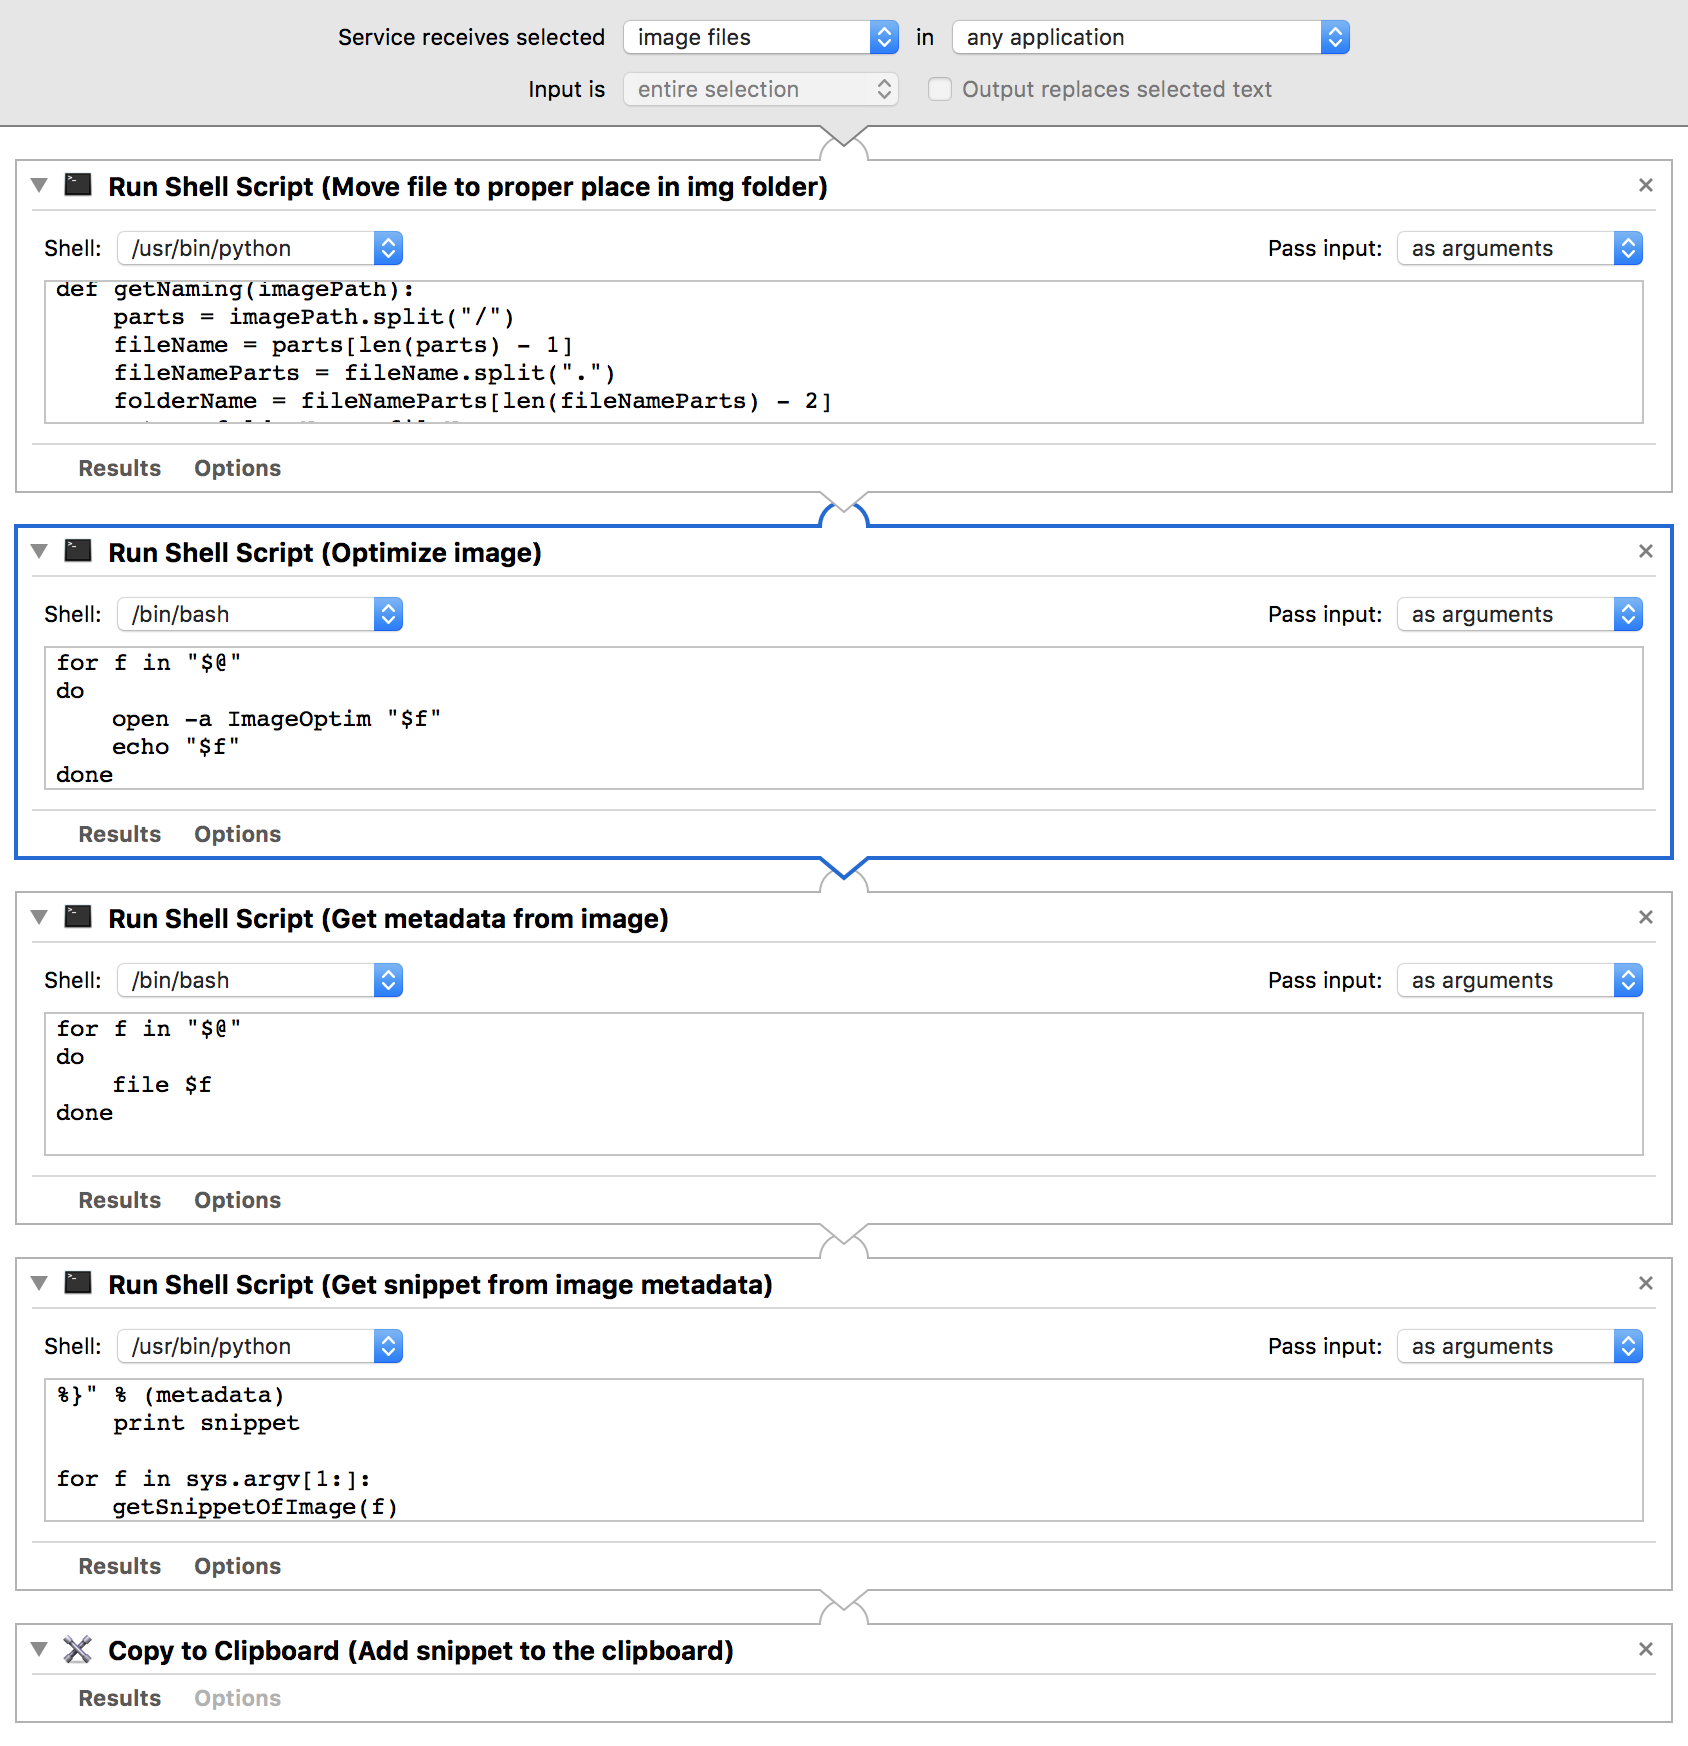 Service receives selected image files in any application
Input is entire selection Output replaces selected text
Run Shell Script (Move file to proper place in img folder)
Shell: /usr/bin/python Pass input: as arguments
def getNaming(imagePath):
    parts = imagePath.split("/")
    fileName = parts[len(parts) - 1]
    fileNameParts = fileName.split(".")
    folderName = fileNameParts[len(fileNameParts) - 2]
Results Options
Run Shell Script (Optimize image)
Shell: /bin/bash Pass input: as arguments
for f in "$@"
do
    open -a ImageOptim "$f"
    echo "$f"
done
Results Options
Run Shell Script (Get metadata from image)
Shell: /bin/bash Pass input: as arguments
for f in "$@"
do
    file $f
done
Results Options
Run Shell Script (Get snippet from image metadata)
Shell: /usr/bin/python Pass input: as arguments
%}" % (metadata)
    print snippet
for f in sys.argv[1:]:
    getSnippetOfImage(f)
Results Options
Copy to Clipboard (Add snippet to the clipboard)
Results Options